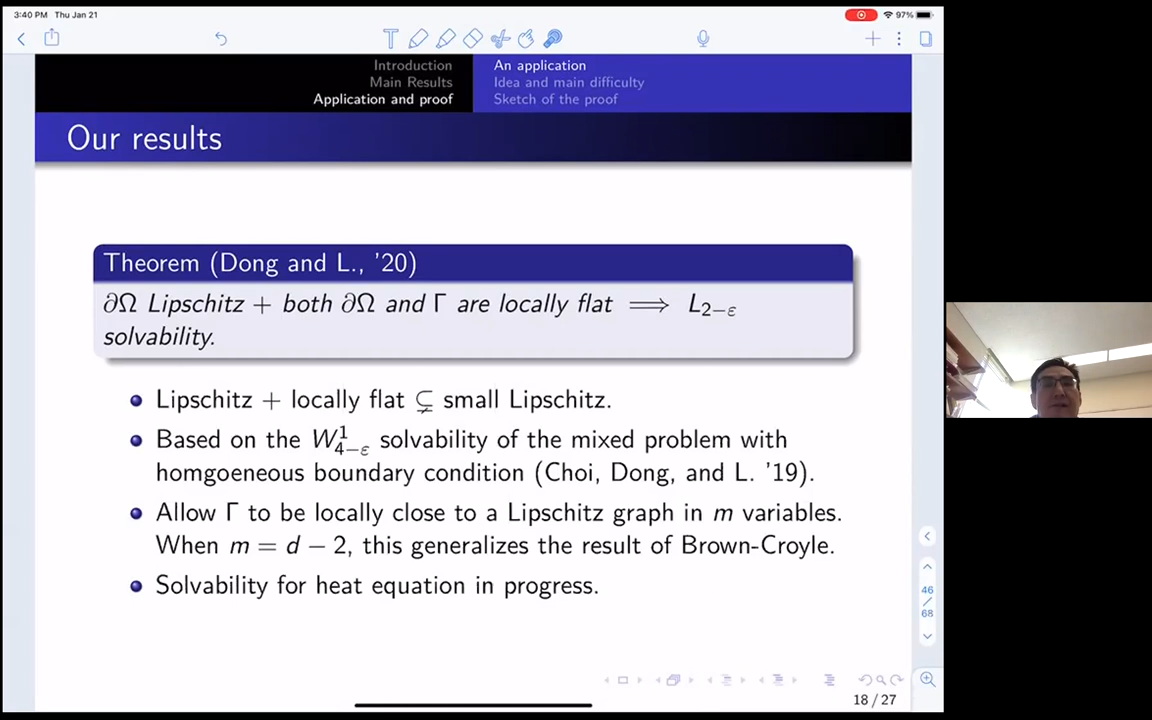 3:40 PM Thu Jan 21
97%
Introduction
Main Results
Application and proof
An application
Idea and main difficulty
Sketch of the proof
Our results
Theorem (Dong and L., '20)
∂Ω Lipschitz + both ∂Ω and Γ are locally flat ⟹ L₂₋ε
solvability.
Lipschitz + locally flat ⊊ small Lipschitz.
Based on the W¹₄₋ε solvability of the mixed problem with
homgoeneous boundary condition (Choi, Dong, and L. '19).
Allow Γ to be locally close to a Lipschitz graph in m variables.
When m = d − 2, this generalizes the result of Brown-Croyle.
Solvability for heat equation in progress.
46
/
68
18 / 27